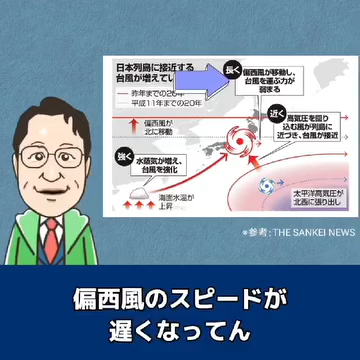 日本列島に接近する
台風が増えてい
昨年までの20年
平成11年までの20年
長く
偏西風が移動し、
台風を運ぶ力が
弱まる
偏西風が
北に移動
近く
高気圧を回り
込む風が列島に
近づき、台風が接近
強く
水蒸気が増え、
台風を強化
海面水温が
上昇
太平洋高気圧が
北西に張り出し
※参考：THE SANKEI NEWS
偏西風のスピードが
遅くなってん